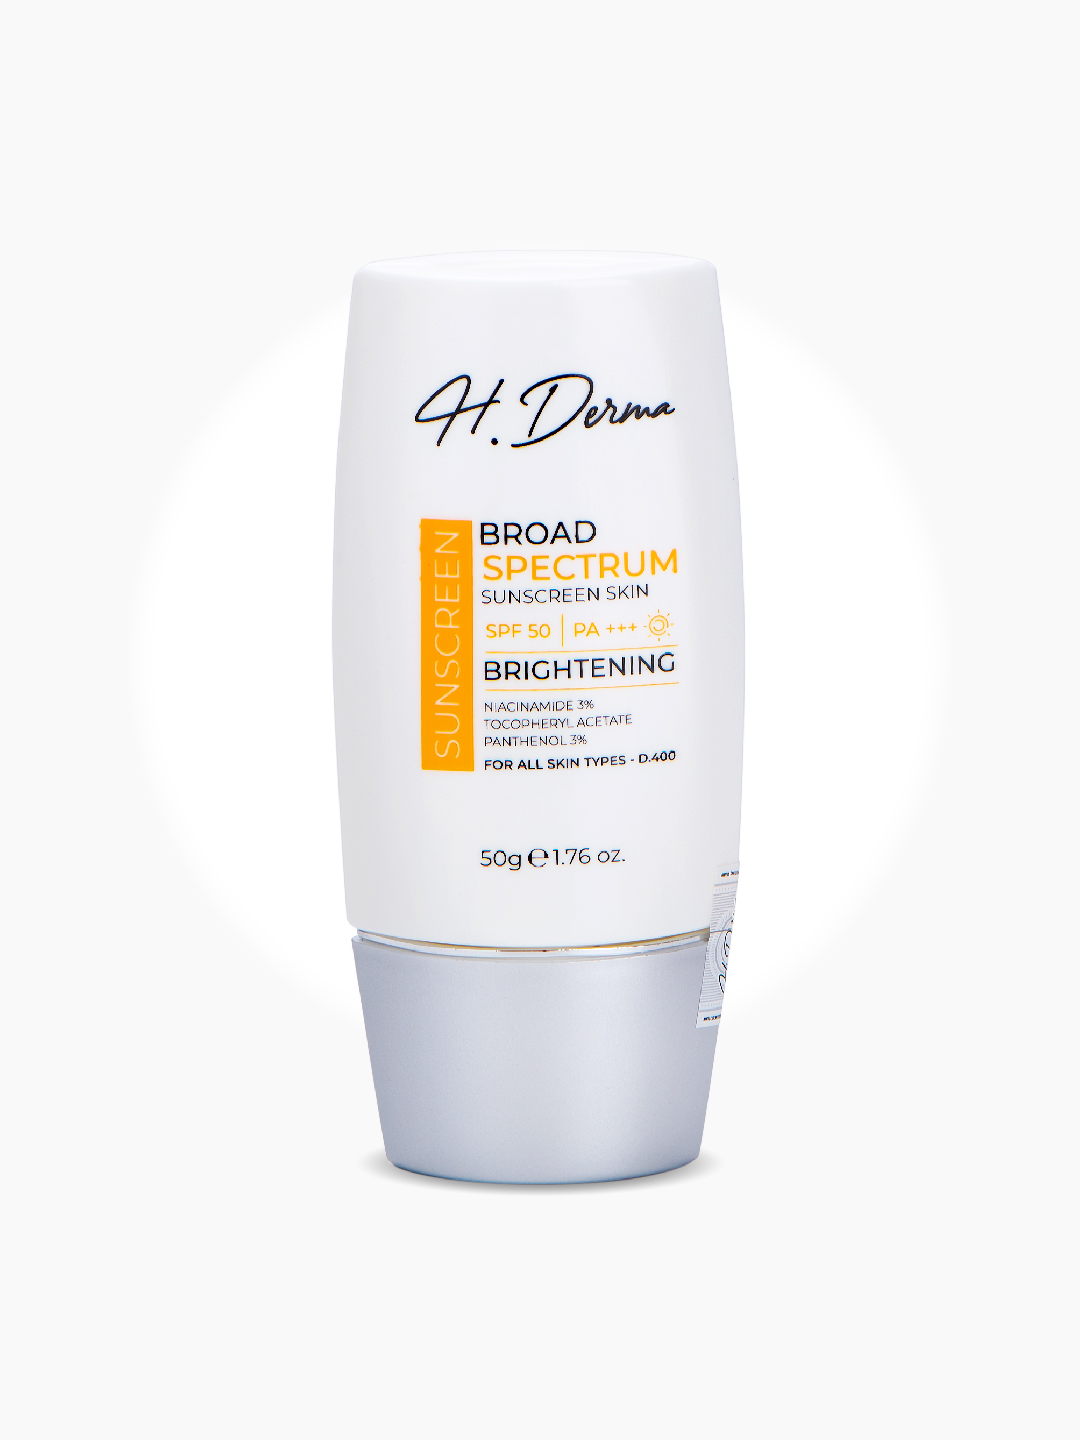 H. Derma
SUNSCREEN
BROAD
SPECTRUM
SUNSCREEN SKIN
SPF 50 | PA +++
BRIGHTENING
NIACINAMIDE 3%
TOCOPHERYL ACETATE
PANTHENOL 3%
FOR ALL SKIN TYPES - D.400
50g ℮ 1.76 oz.